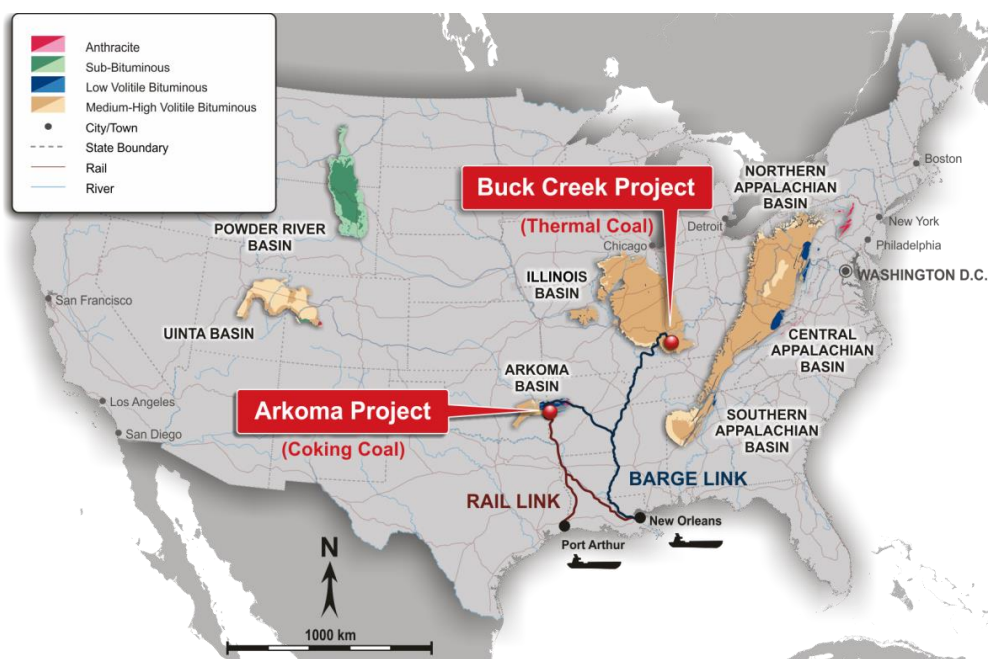 Anthracite
Sub-Bituminous
Low Volitile Bituminous
Medium-High Volitile Bituminous
City/Town
State Boundary
Rail
River
Buck Creek Project
(Thermal Coal)
NORTHERN
APPALACHIAN
BASIN
Boston
New York
Philadelphia
WASHINGTON D.C.
Detroit
Chicago
POWDER RIVER
BASIN
ILLINOIS
BASIN
San Francisco
UINTA BASIN
CENTRAL
APPALACHIAN
BASIN
ARKOMA
BASIN
Arkoma Project
(Coking Coal)
Los Angeles
San Diego
SOUTHERN
APPALACHIAN
BASIN
BARGE LINK
RAIL LINK
New Orleans
Port Arthur
N
1000 km